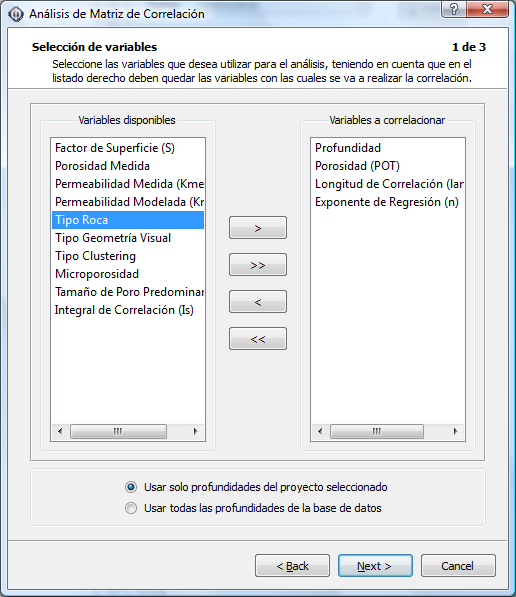 Análisis de Matriz de Correlación
Selección de variables
1 de 3
Seleccione las variables que desea utilizar para el análisis, teniendo en cuenta que en el
listado derecho deben quedar las variables con las cuales se va a realizar la correlación.
Variables disponibles
Factor de Superficie (S)
Porosidad Medida
Permeabilidad Medida (Kme
Permeabilidad Modelada (Kr
Tipo Roca
Tipo Geometría Visual
Tipo Clustering
Microporosidad
Tamaño de Poro Predominar
Integral de Correlación (Is)
>
>>
<
<<
Variables a correlacionar
Profundidad
Porosidad (POT)
Longitud de Correlación (lar
Exponente de Regresión (n)
Usar solo profundidades del proyecto seleccionado
Usar todas las profundidades de la base de datos
< Back
Next >
Cancel